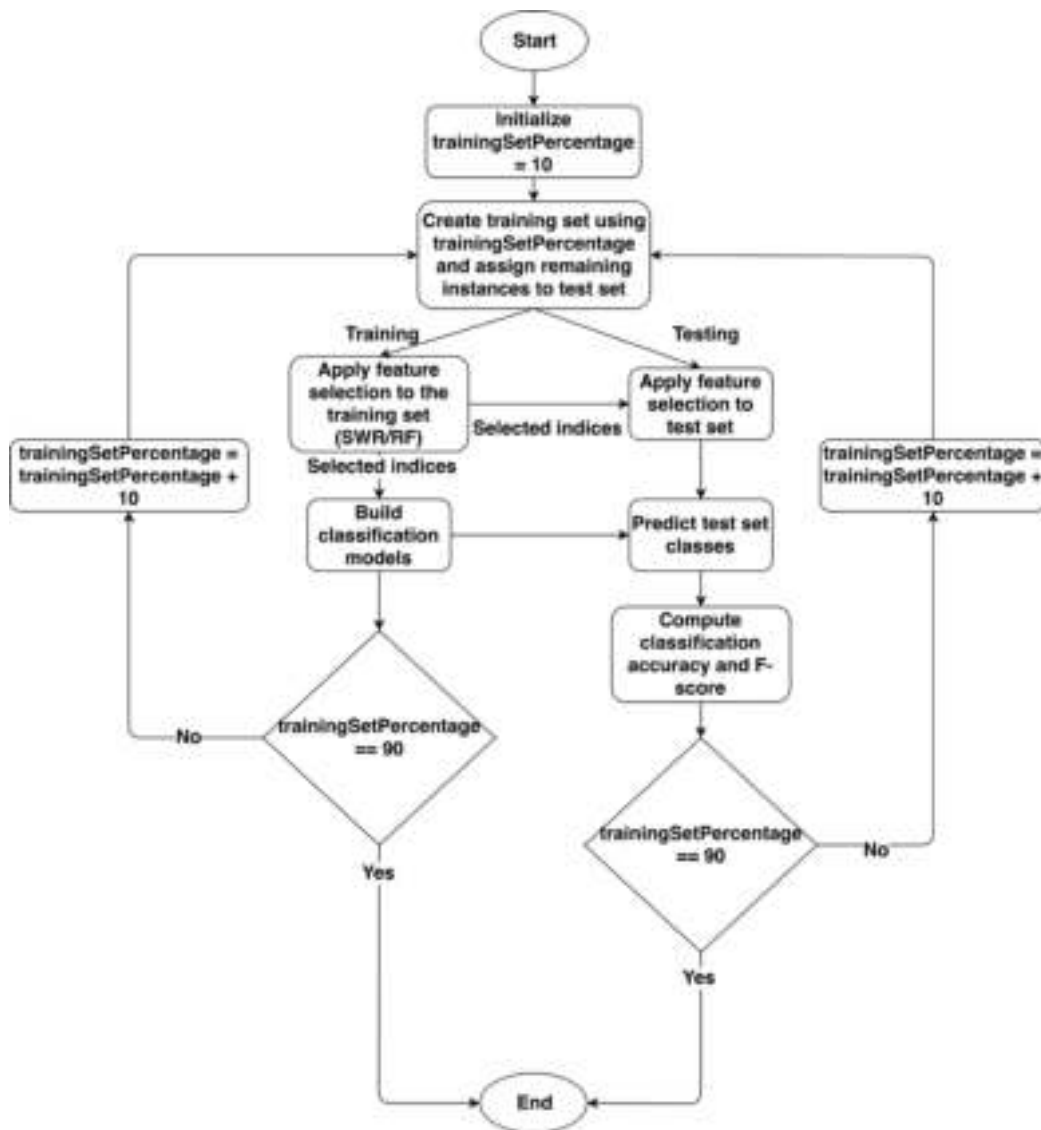 Start
Initialize
trainingSetPercentage
= 10
Create training set using
trainingSetPercentage
and assign remaining
instances to test set
Training
Testing
Apply feature
selection to the
training set
(SWR/RF)
Selected indices
Apply feature
selection to
test set
Selected indices
trainingSetPercentage =
trainingSetPercentage +
10
trainingSetPercentage =
trainingSetPercentage +
10
Build
classification
models
Predict test set
classes
Compute
classification
accuracy and F-
score
trainingSetPercentage
== 90
No
Yes
trainingSetPercentage
== 90
No
Yes
End